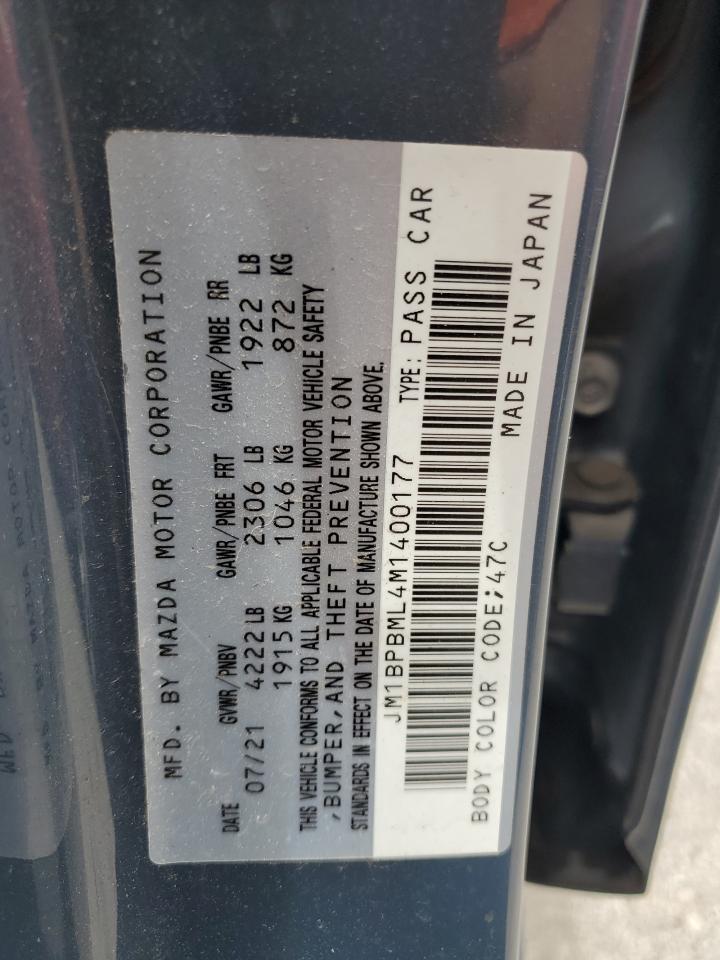 MFD. BY MAZDA MOTOR CORPORATION
DATE GVWR/PNBV GAWR/PNBE FRT GAWR/PNBE RR
07/21 4222 LB 2306 LB 1922 LB
1915 KG 1046 KG 872 KG
THIS VEHICLE CONFORMS TO ALL APPLICABLE FEDERAL MOTOR VEHICLE SAFETY
,BUMPER,AND THEFT PREVENTION
STANDARDS IN EFFECT ON THE DATE OF MANUFACTURE SHOWN ABOVE.
JM1BPBML4M1400177 TYPE: PASS CAR
BODY COLOR CODE;47C MADE IN JAPAN